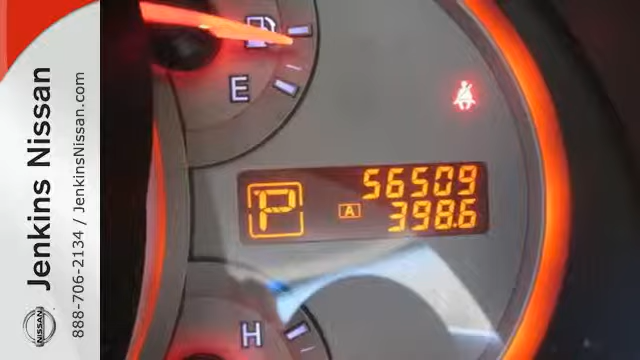 Jenkins Nissan
888-706-2134 / JenkinsNissan.com
NISSAN
E
P
56509
A 398.6
H